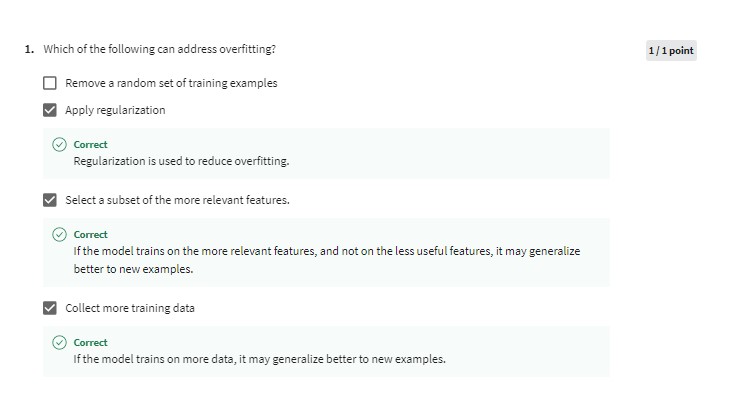 1. Which of the following can address overfitting?
1 / 1 point
Remove a random set of training examples
Apply regularization
Correct
Regularization is used to reduce overfitting.
Select a subset of the more relevant features.
Correct
If the model trains on the more relevant features, and not on the less useful features, it may generalize
better to new examples.
Collect more training data
Correct
If the model trains on more data, it may generalize better to new examples.